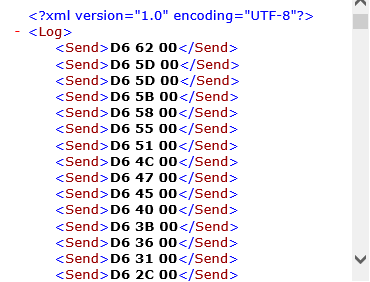 <?xml version="1.0" encoding="UTF-8"?>
- <Log>
<Send>D6 62 00</Send>
<Send>D6 5D 00</Send>
<Send>D6 5D 00</Send>
<Send>D6 5B 00</Send>
<Send>D6 58 00</Send>
<Send>D6 55 00</Send>
<Send>D6 51 00</Send>
<Send>D6 4C 00</Send>
<Send>D6 47 00</Send>
<Send>D6 45 00</Send>
<Send>D6 40 00</Send>
<Send>D6 3B 00</Send>
<Send>D6 36 00</Send>
<Send>D6 31 00</Send>
<Send>D6 2C 00</Send>